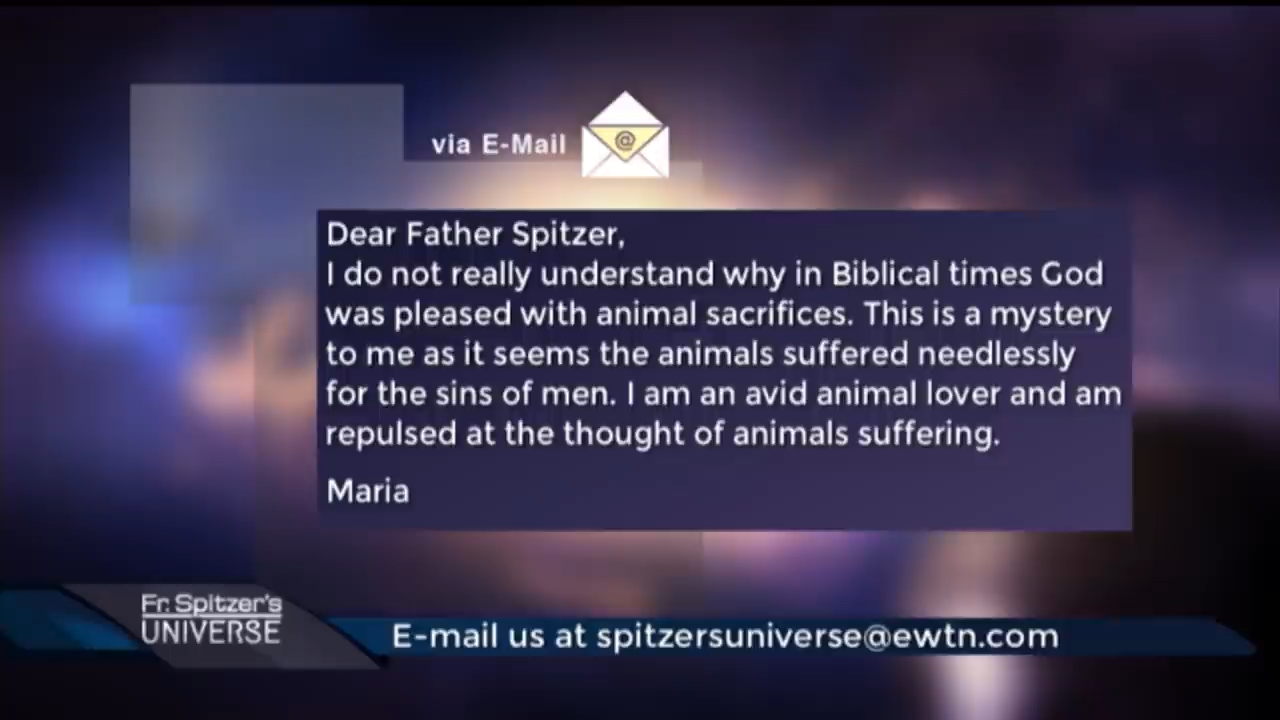 via E-Mail
@
Dear Father Spitzer,
I do not really understand why in Biblical times God
was pleased with animal sacrifices. This is a mystery
to me as it seems the animals suffered needlessly
for the sins of men. I am an avid animal lover and am
repulsed at the thought of animals suffering.
Maria
Fr. Spitzer's
UNIVERSE
E-mail us at spitzersuniverse@ewtn.com